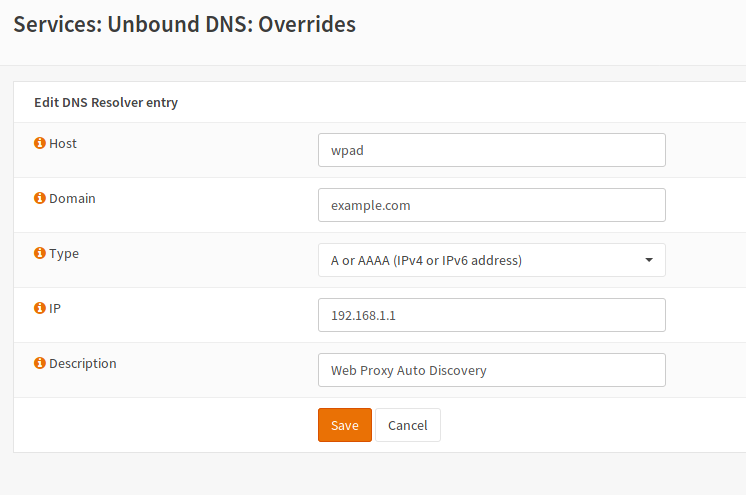 Services: Unbound DNS: Overrides
Edit DNS Resolver entry
Host
wpad
Domain
example.com
Type
A or AAAA (IPv4 or IPv6 address)
IP
192.168.1.1
Description
Web Proxy Auto Discovery
Save Cancel